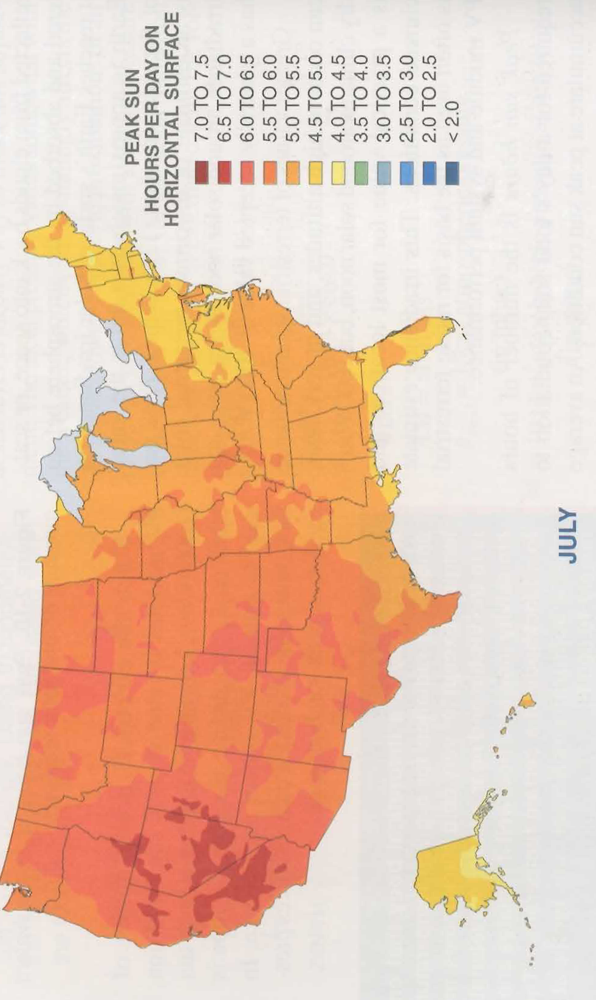 PEAK SUN
HOURS PER DAY ON
HORIZONTAL SURFACE
7.0 TO 7.5
6.5 TO 7.0
6.0 TO 6.5
5.5 TO 6.0
5.0 TO 5.5
4.5 TO 5.0
4.0 TO 4.5
3.5 TO 4.0
3.0 TO 3.5
2.5 TO 3.0
2.0 TO 2.5
< 2.0
JULY